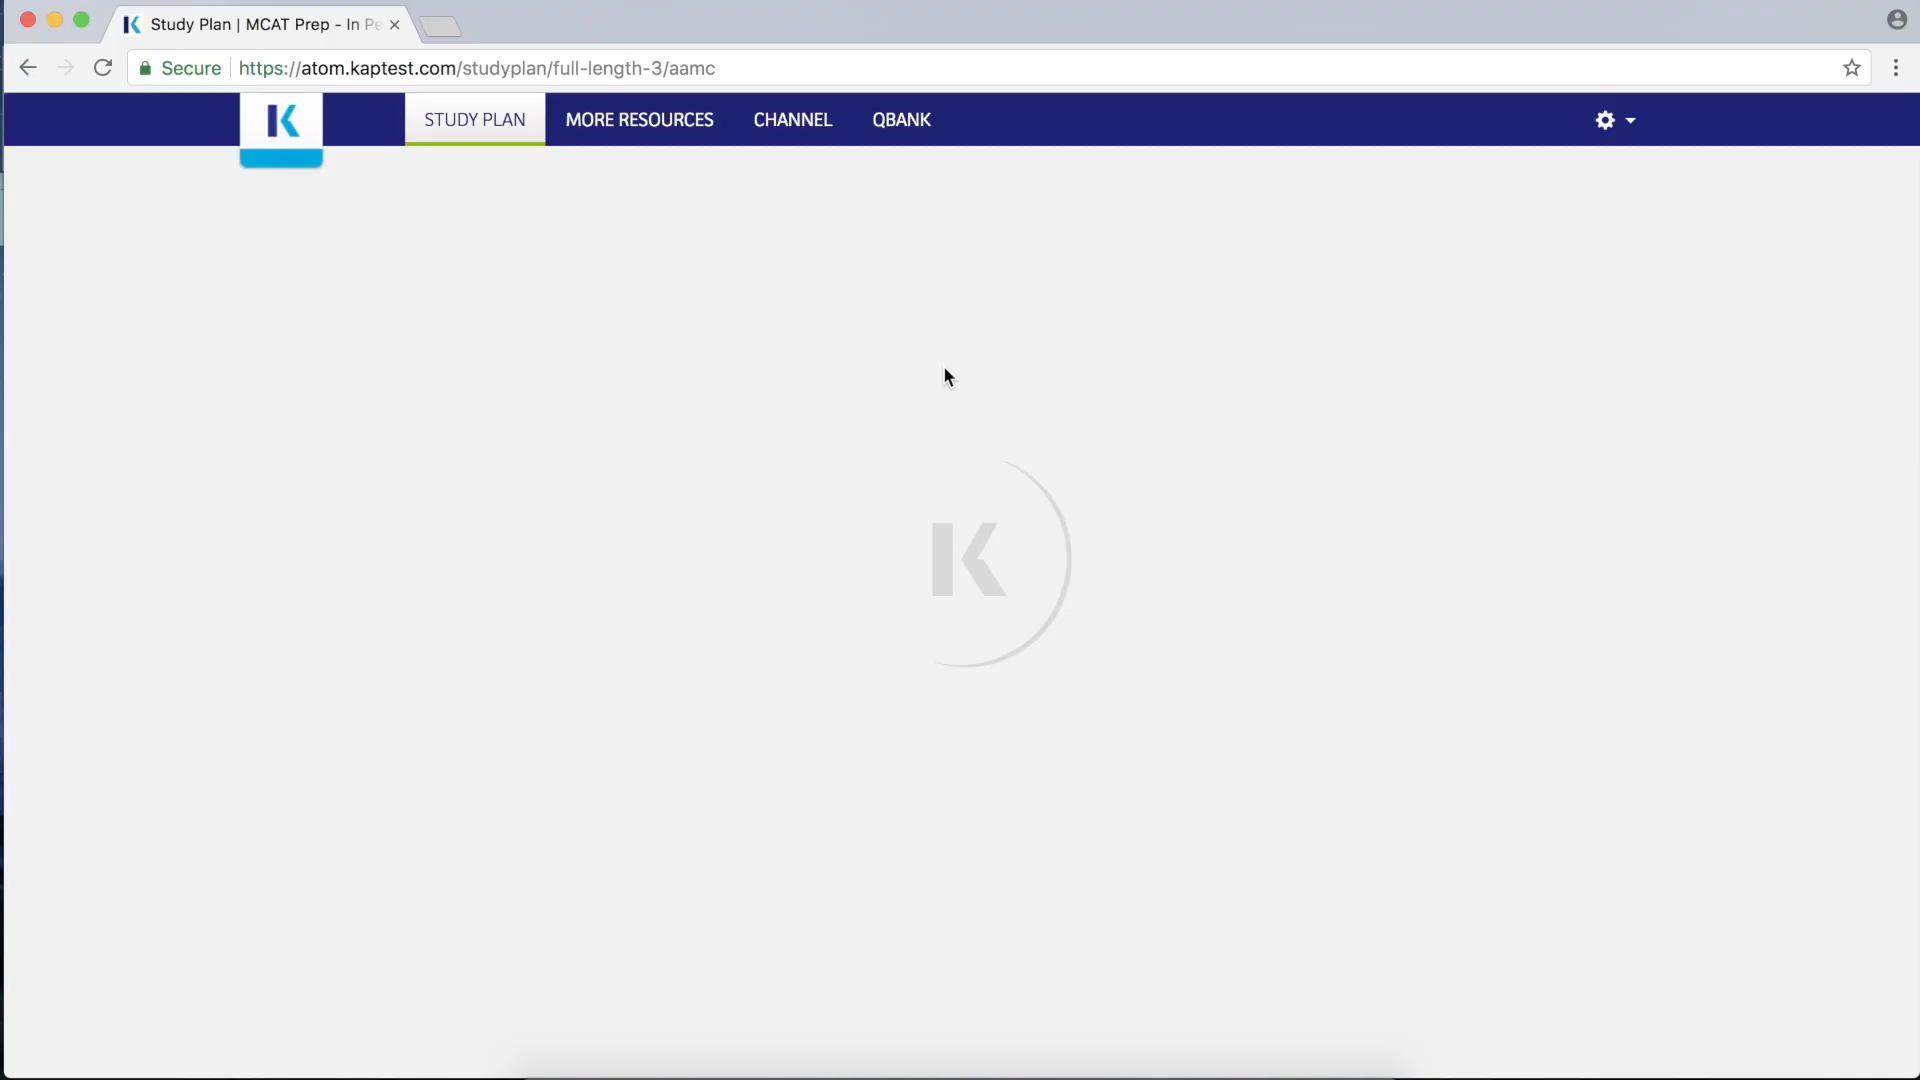 Study Plan | MCAT Prep - In Pe
Secure https://atom.kaptest.com/studyplan/full-length-3/aamc
K STUDY PLAN MORE RESOURCES CHANNEL QBANK
K